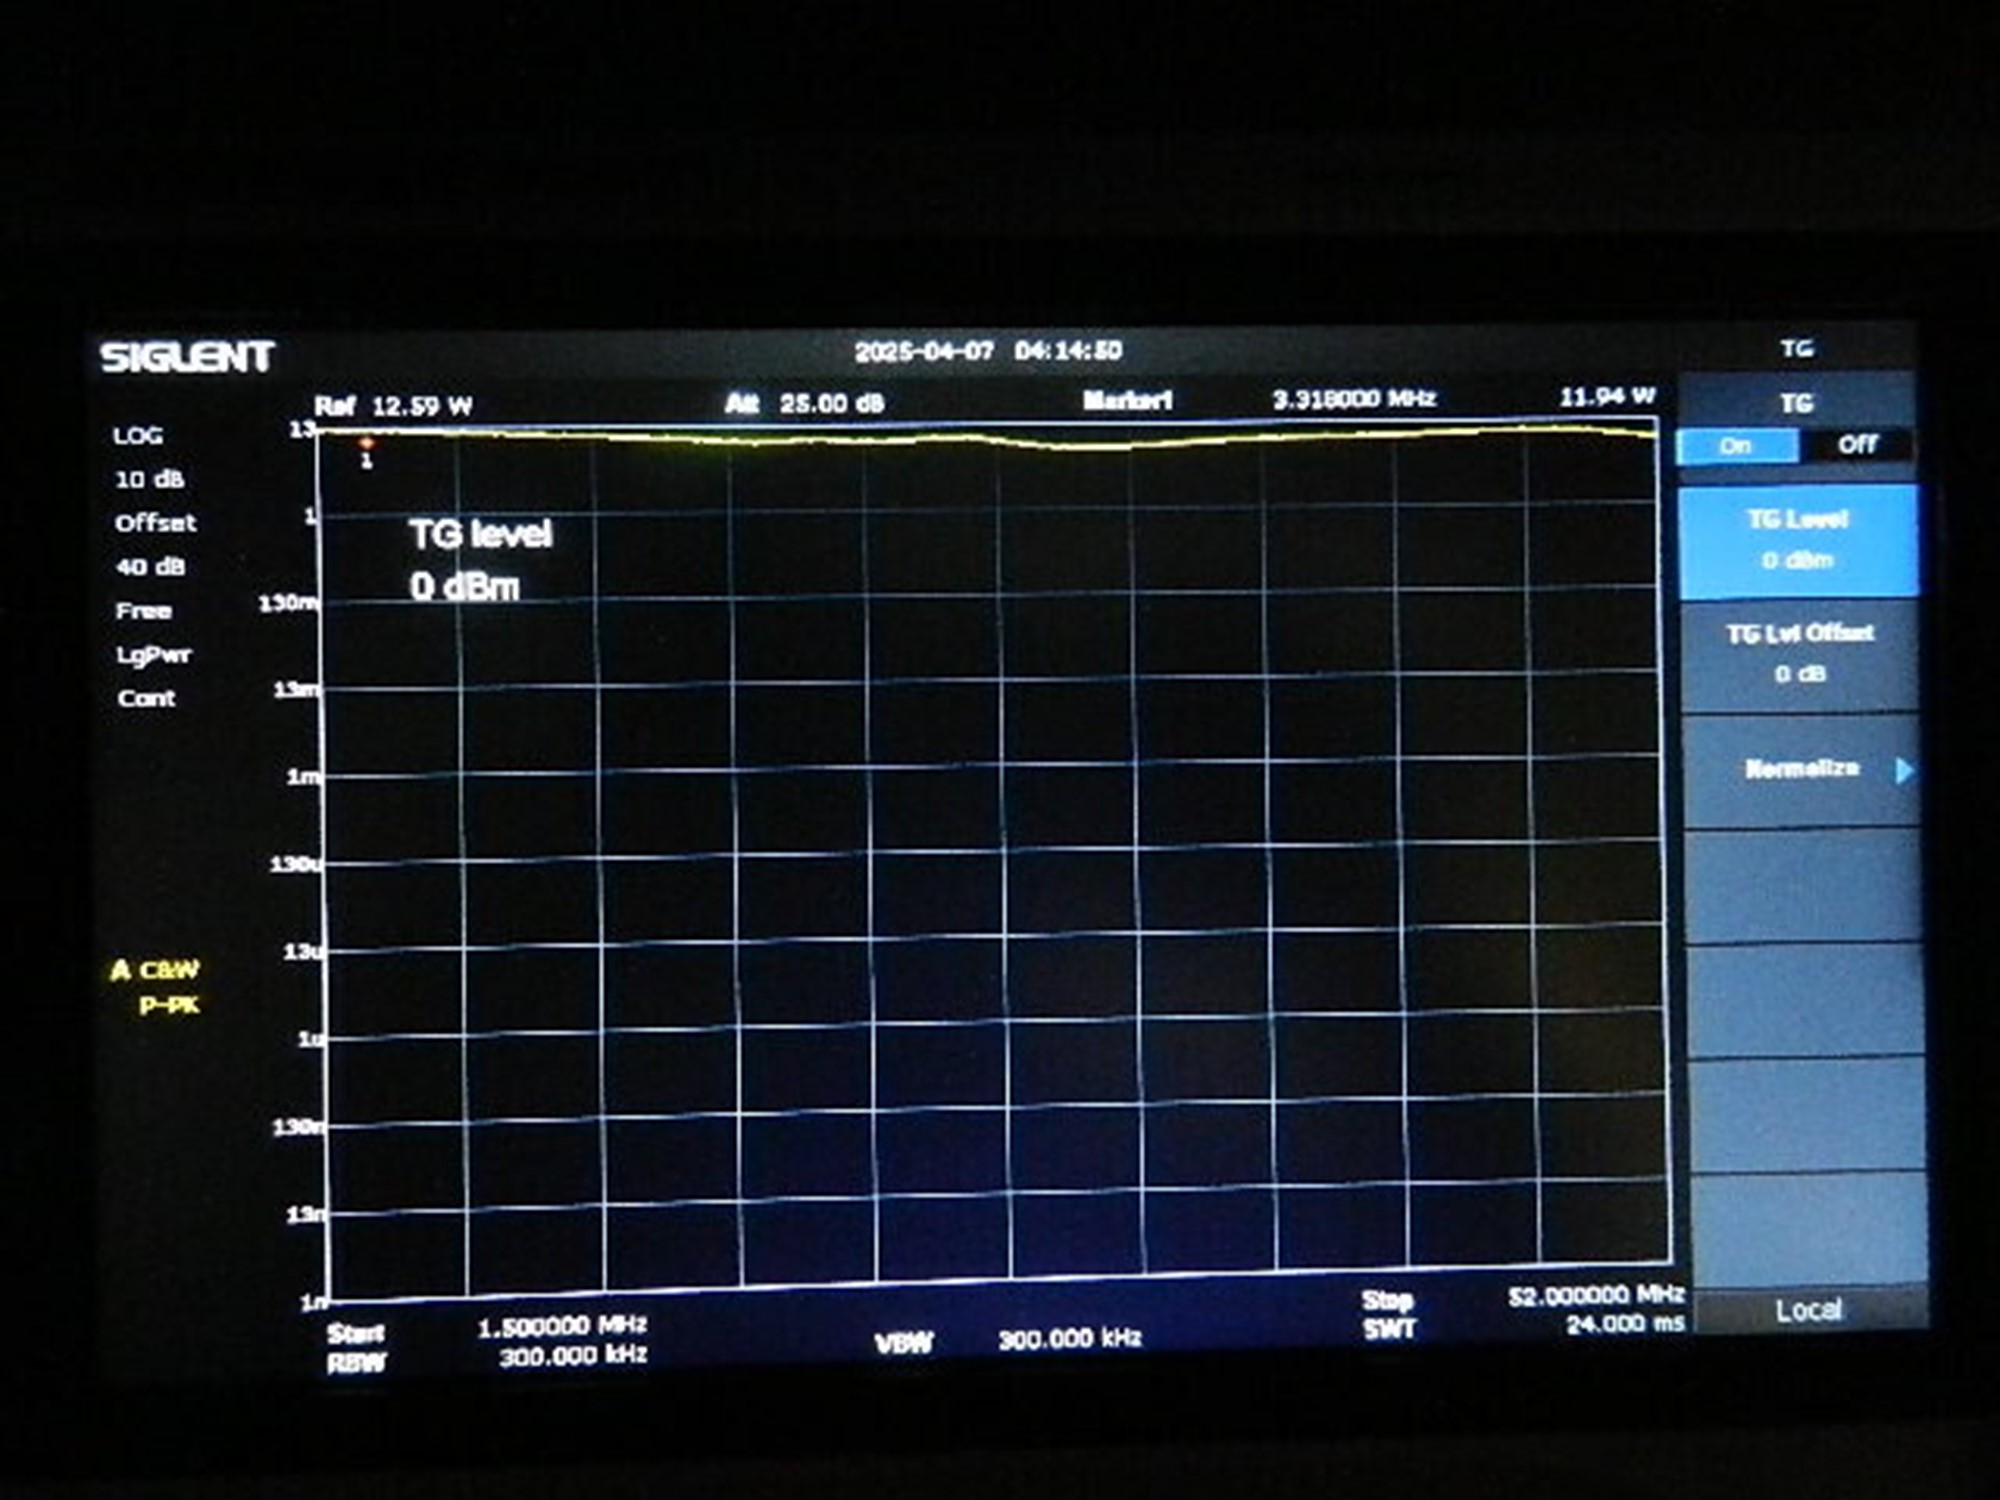 SIGLENT
2025-04-07 04:14:50
TG
Ref 12.59 W
Att 25.00 dB
Marker1
3.318000 MHz
11.94 W
TG
On Off
LOG
10 dB
Offset
40 dB
Free
LgPwr
Cont
A C&W
P-PK
13
1
130m
13m
1m
130u
13u
1u
130n
13n
1n
1
TG level
0 dBm
TG Level
0 dBm
TG Lvl Offset
0 dB
Normalize
Local
Start 1.500000 MHz
RBW 300.000 kHz
VBW 300.000 kHz
Stop 52.000000 MHz
SWT 24.000 ms